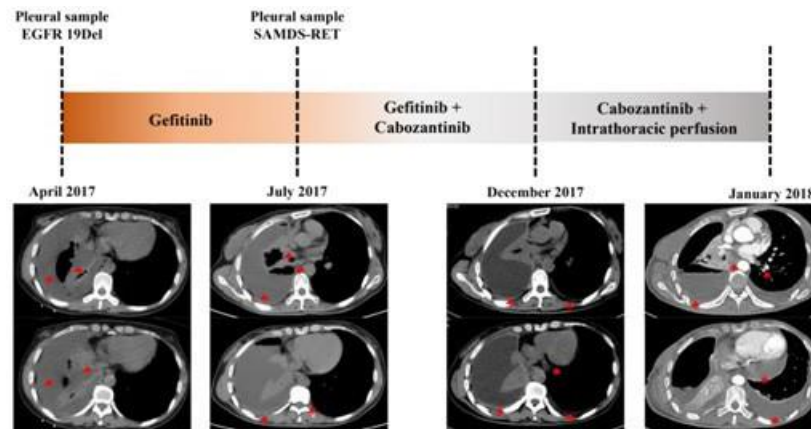 Pleural sample
EGFR 19Del
Pleural sample
SAMDS-RET
Gefitinib
Gefitinib +
Cabozantinib
Cabozantinib +
Intrathoracic perfusion
April 2017
July 2017
December 2017
January 2018